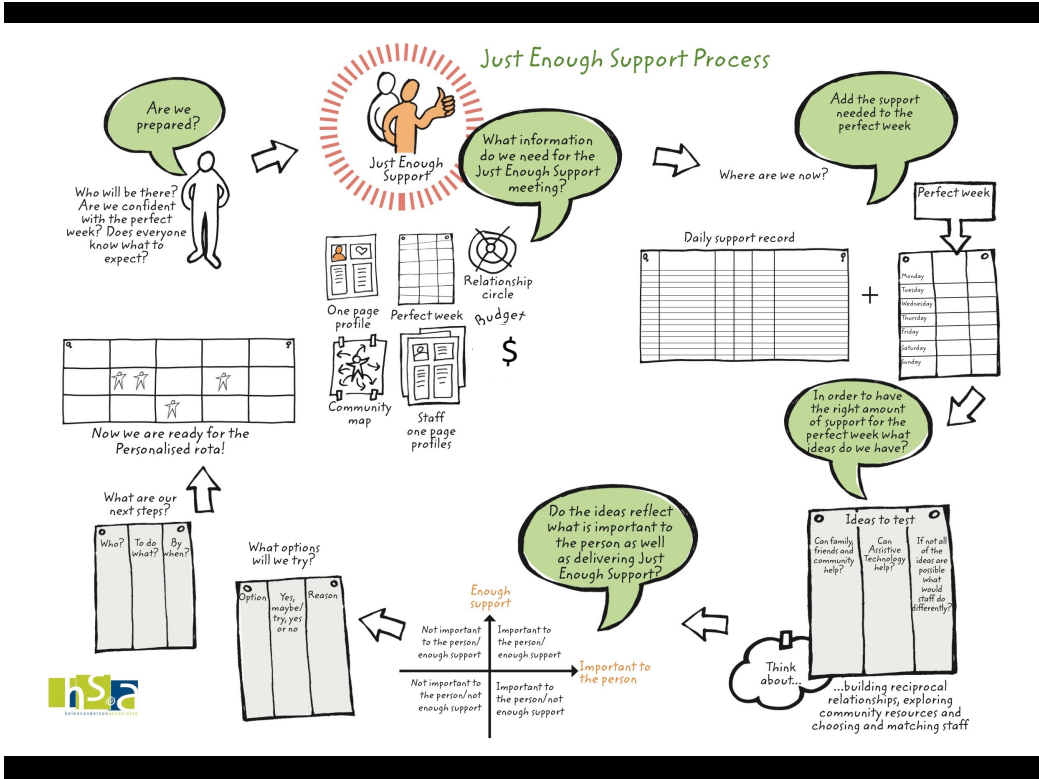 Just Enough Support Process
Are we
prepared?
Who will be there?
Are we confident
with the perfect
week? Does everyone
know what to
expect?
Just Enough
Support
What information
do we need for the
Just Enough Support
meeting?
One page
profile
Perfect week
Relationship
circle
Budget
$
Community
map
Staff
one page
profiles
Where are we now?
Add the support
needed to the
perfect week
Perfect week
Daily support record
+
Monday
Tuesday
Wednesday
Thursday
Friday
Saturday
Sunday
In order to have
the right amount
of support for the
perfect week what
ideas do we have?
Ideas to test
Can family,
friends and
community
help?
Can
Assistive
Technology
help?
If not all
of the
ideas are
possible
what
would
staff do
differently?
Think
about...
...building reciprocal
relationships, exploring
community resources and
choosing and matching staff
Do the ideas reflect
what is important to
the person as well
as delivering Just
Enough Support?
Enough
support
Not important
to the person/
enough support
Important to
the person/
enough support
Important to
the person
Not important to
the person/not
enough support
Important to
the person/not
enough support
What options
will we try?
Option
Yes,
maybe/
try, yes
or no
Reason
What are our
next steps?
Who?
To do
what?
By
when?
Now we are ready for the
Personalised rota!
hsa
helensandersonassociates